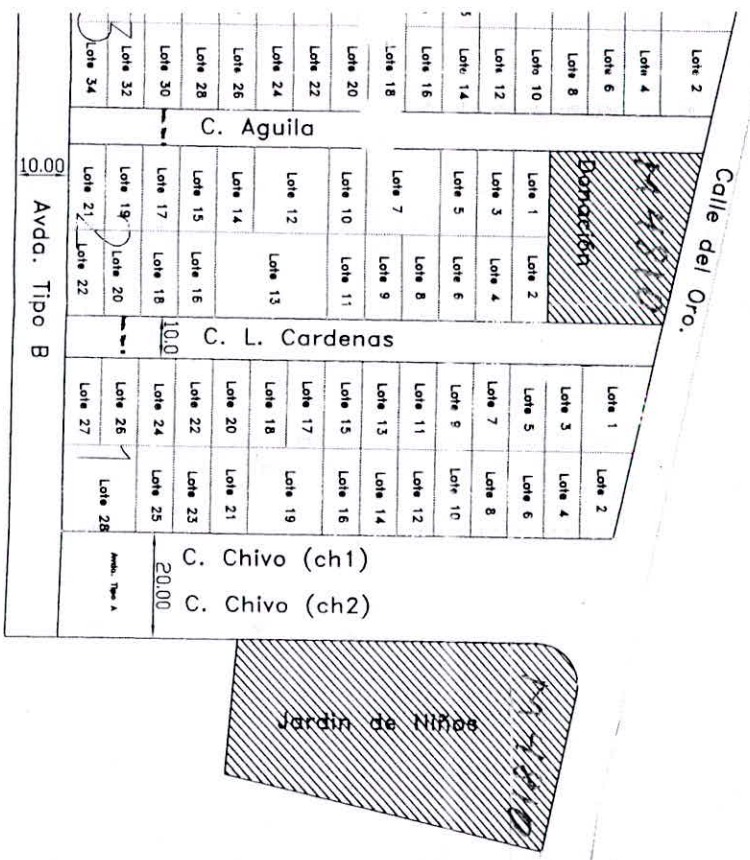 Calle del Oro.
Lote 2
Lote 4
Lote 6
Lote 8
Lote 10
Lote 12
Lote 14
Lote 16
Lote 18
Lote 20
Lote 22
Lote 24
Lote 26
Lote 28
Lote 30
Lote 32
Lote 34
C. Aguila
Donación
Lote 1
Lote 3
Lote 5
Lote 7
Lote 10
Lote 12
Lote 14
Lote 15
Lote 17
Lote 19
Lote 21
Lote 2
Lote 4
Lote 6
Lote 8
Lote 9
Lote 11
Lote 13
Lote 16
Lote 18
Lote 20
Lote 22
10.00
Avda. Tipo B
C. L. Cardenas
10.0
Lote 1
Lote 3
Lote 5
Lote 7
Lote 9
Lote 11
Lote 13
Lote 15
Lote 17
Lote 18
Lote 20
Lote 22
Lote 24
Lote 26
Lote 27
Lote 2
Lote 4
Lote 6
Lote 8
Lote 10
Lote 12
Lote 14
Lote 16
Lote 19
Lote 21
Lote 23
Lote 25
Lote 28
C. Chivo (ch1)
C. Chivo (ch2)
20.00
Avda. Tipo A
Jardin de Niños